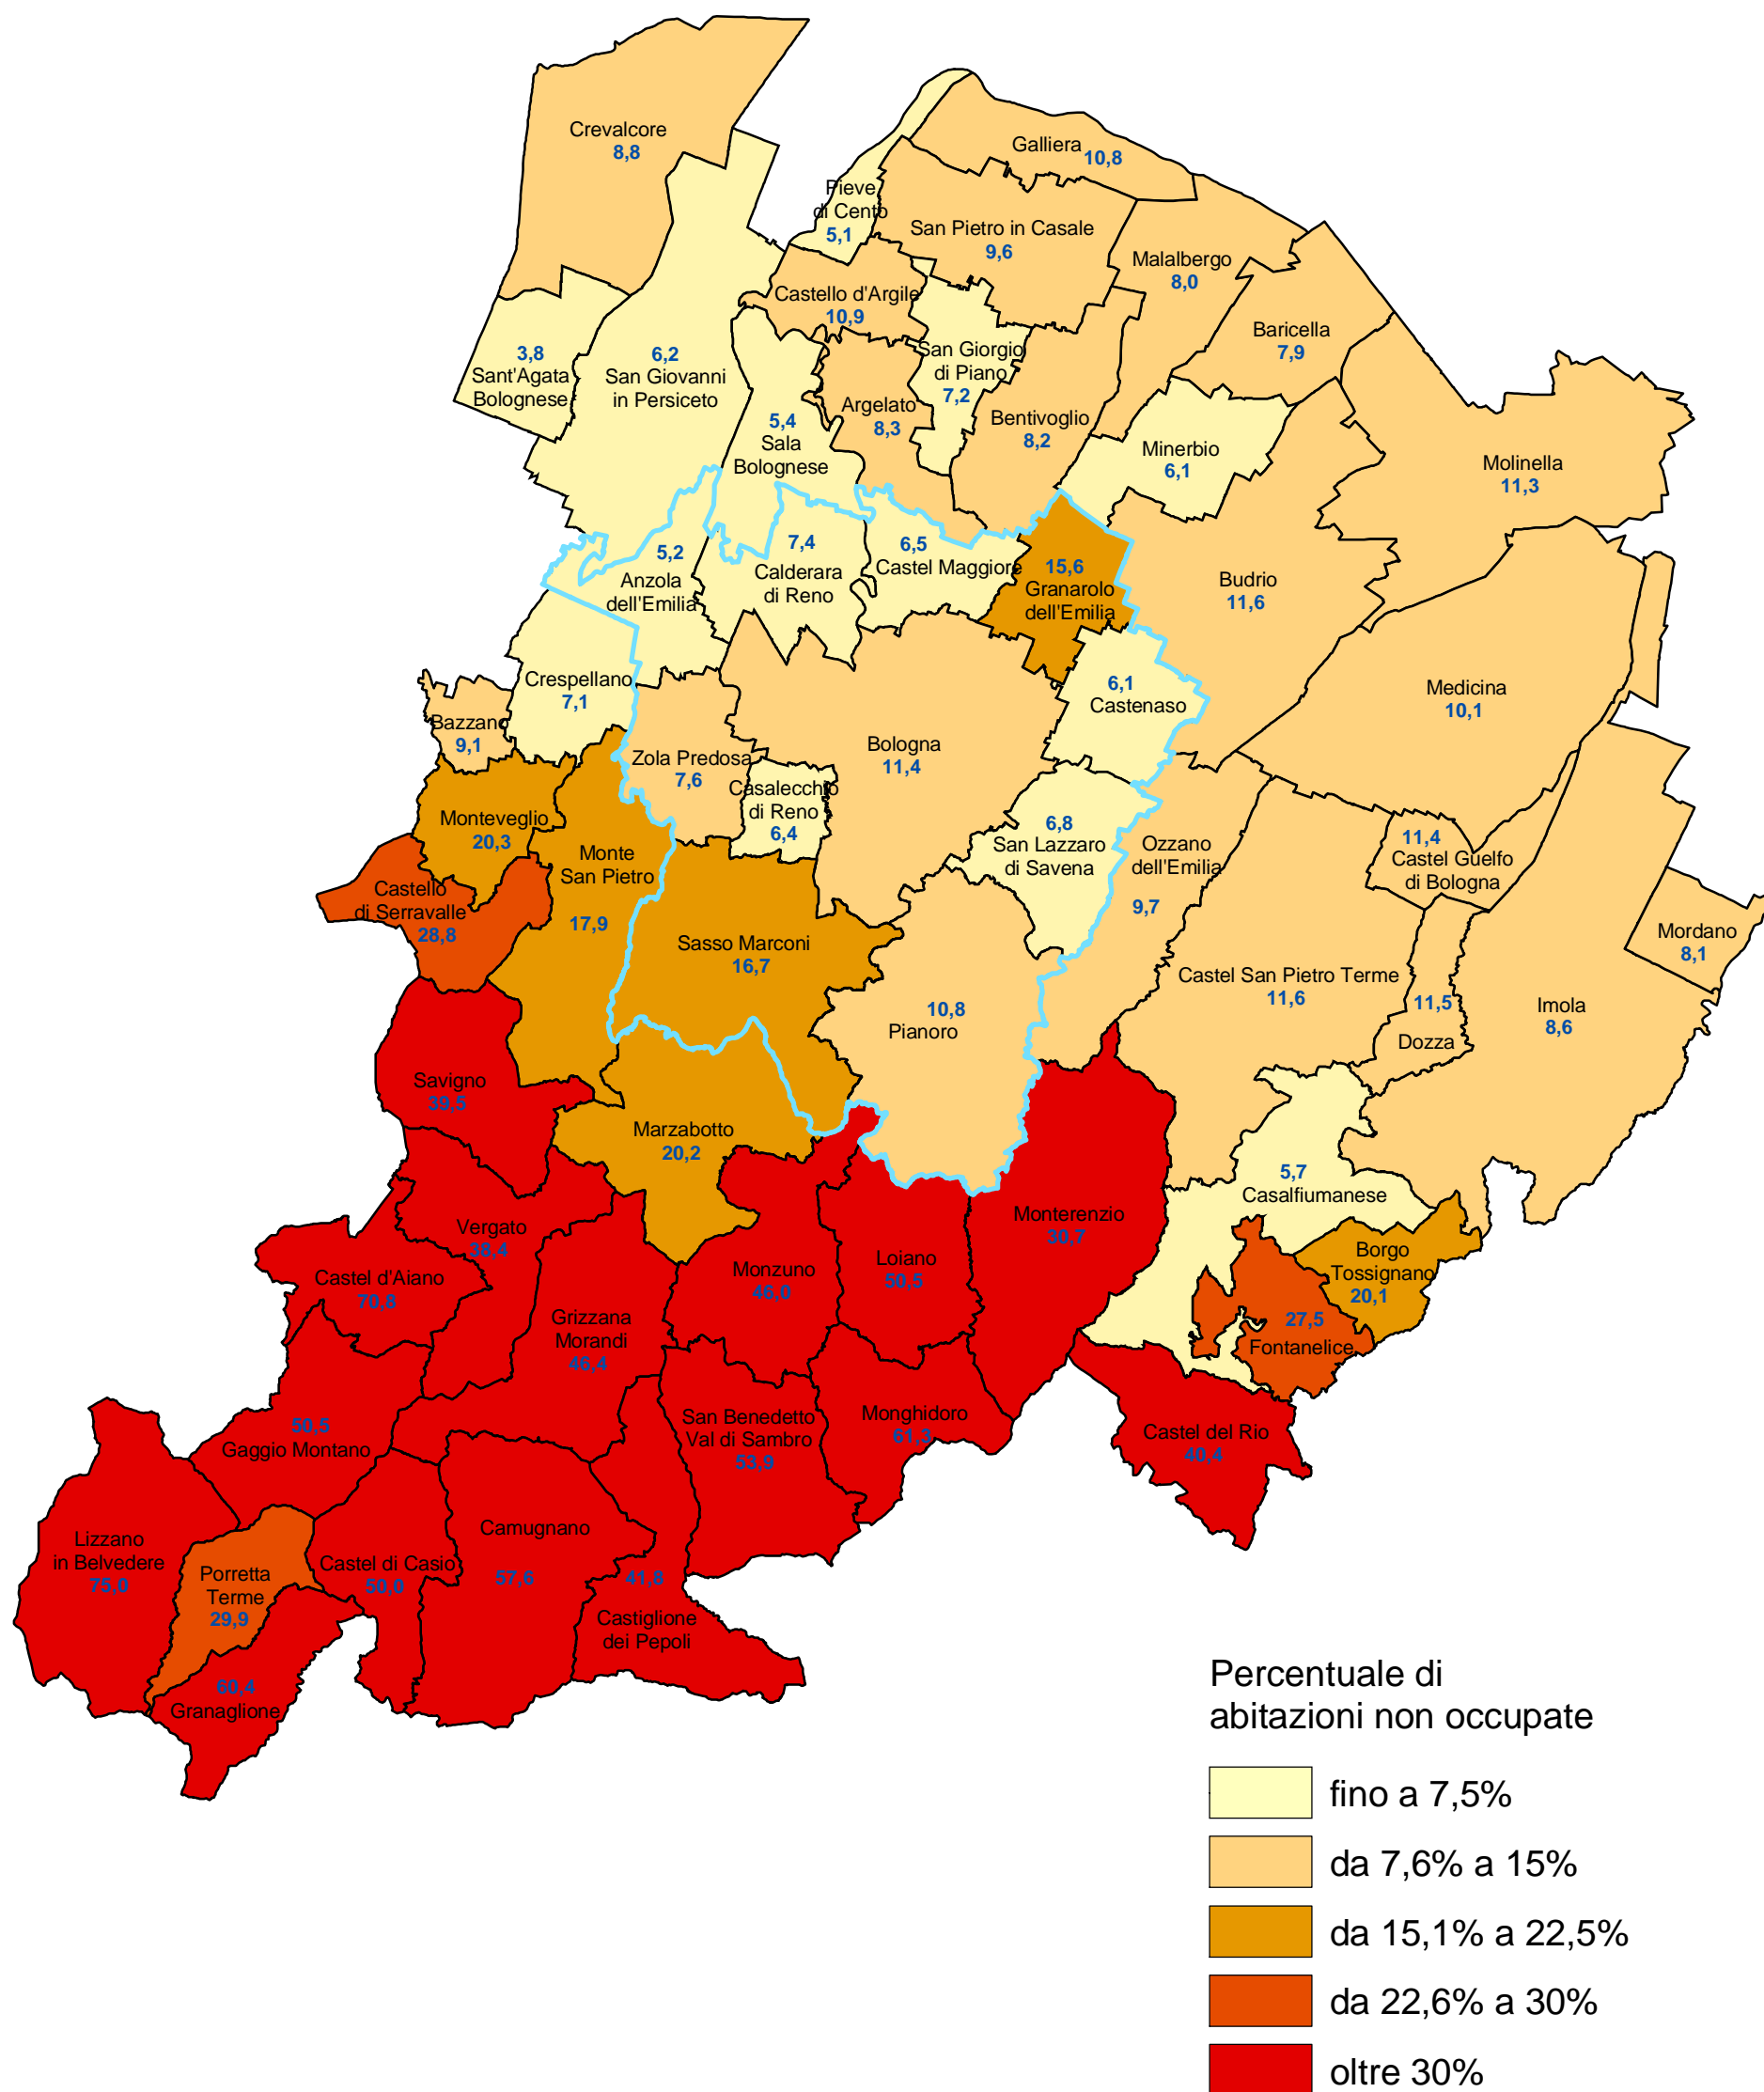 Crevalcore
8,8
Galliera
10,8
Pieve
di Cento
5,1
San Pietro in Casale
9,6
Malalbergo
8,0
Castello d'Argile
10,9
Baricella
7,9
3,8
Sant'Agata
Bolognese
6,2
San Giovanni
in Persiceto
San Giorgio
di Piano
7,2
Argelato
8,3
Bentivoglio
8,2
5,4
Sala
Bolognese
Minerbio
6,1
Molinella
11,3
5,2
Anzola
dell'Emilia
7,4
Calderara
di Reno
6,5
Castel Maggiore
15,6
Granarolo
dell'Emilia
Budrio
11,6
Crespellano
7,1
6,1
Castenaso
Medicina
10,1
Bazzano
9,1
Zola Predosa
7,6
Bologna
11,4
Casalecchio
di Reno
6,4
Monteveglio
20,3
Monte
San Pietro
17,9
6,8
San Lazzaro
di Savena
Ozzano
dell'Emilia
9,7
11,4
Castel Guelfo
di Bologna
Castello
di Serravalle
28,8
Sasso Marconi
16,7
Mordano
8,1
Castel San Pietro Terme
11,6
11,5
Dozza
Imola
8,6
10,8
Pianoro
Savigno
39,5
Marzabotto
20,2
5,7
Casalfiumanese
Vergato
38,4
Monterenzio
30,7
Castel d'Aiano
70,8
Monzuno
46,0
Loiano
50,5
Borgo
Tossignano
20,1
Grizzana
Morandi
46,4
27,5
Fontanelice
50,5
Gaggio Montano
San Benedetto
Val di Sambro
53,9
Monghidoro
61,3
Castel del Rio
40,4
Lizzano
in Belvedere
75,0
Porretta
Terme
29,9
Castel di Casio
50,0
Camugnano
57,6
41,8
Castiglione
dei Pepoli
60,4
Granaglione
Percentuale di
abitazioni non occupate
fino a 7,5%
da 7,6% a 15%
da 15,1% a 22,5%
da 22,6% a 30%
oltre 30%